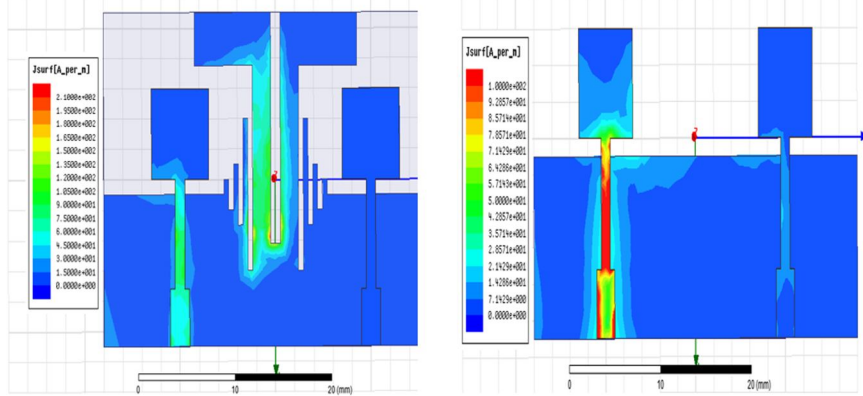 Jsurf[A_per_m]
2.1000e+002
1.9500e+002
1.8000e+002
1.6500e+002
1.5000e+002
1.3500e+002
1.2000e+002
1.0500e+002
9.0000e+001
7.5000e+001
6.0000e+001
4.5000e+001
3.0000e+001
1.5000e+001
0.0000e+000
0 10 20 (mm)
Jsurf[A_per_m]
1.0000e+002
9.2857e+001
8.5714e+001
7.8571e+001
7.1429e+001
6.4286e+001
5.7143e+001
5.0000e+001
4.2857e+001
3.5714e+001
2.8571e+001
2.1429e+001
1.4286e+001
7.1429e+000
0.0000e+000
0 10 20 (mm)